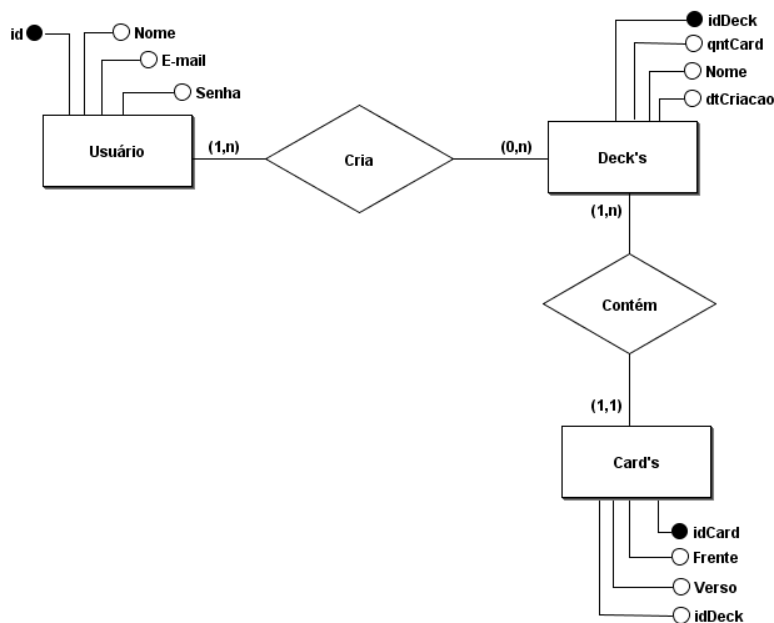 id
Nome
E-mail
Senha
Usuário
(1,n)
Cria
(0,n)
idDeck
qntCard
Nome
dtCriacao
Deck's
(1,n)
Contém
(1,1)
Card's
idCard
Frente
Verso
idDeck